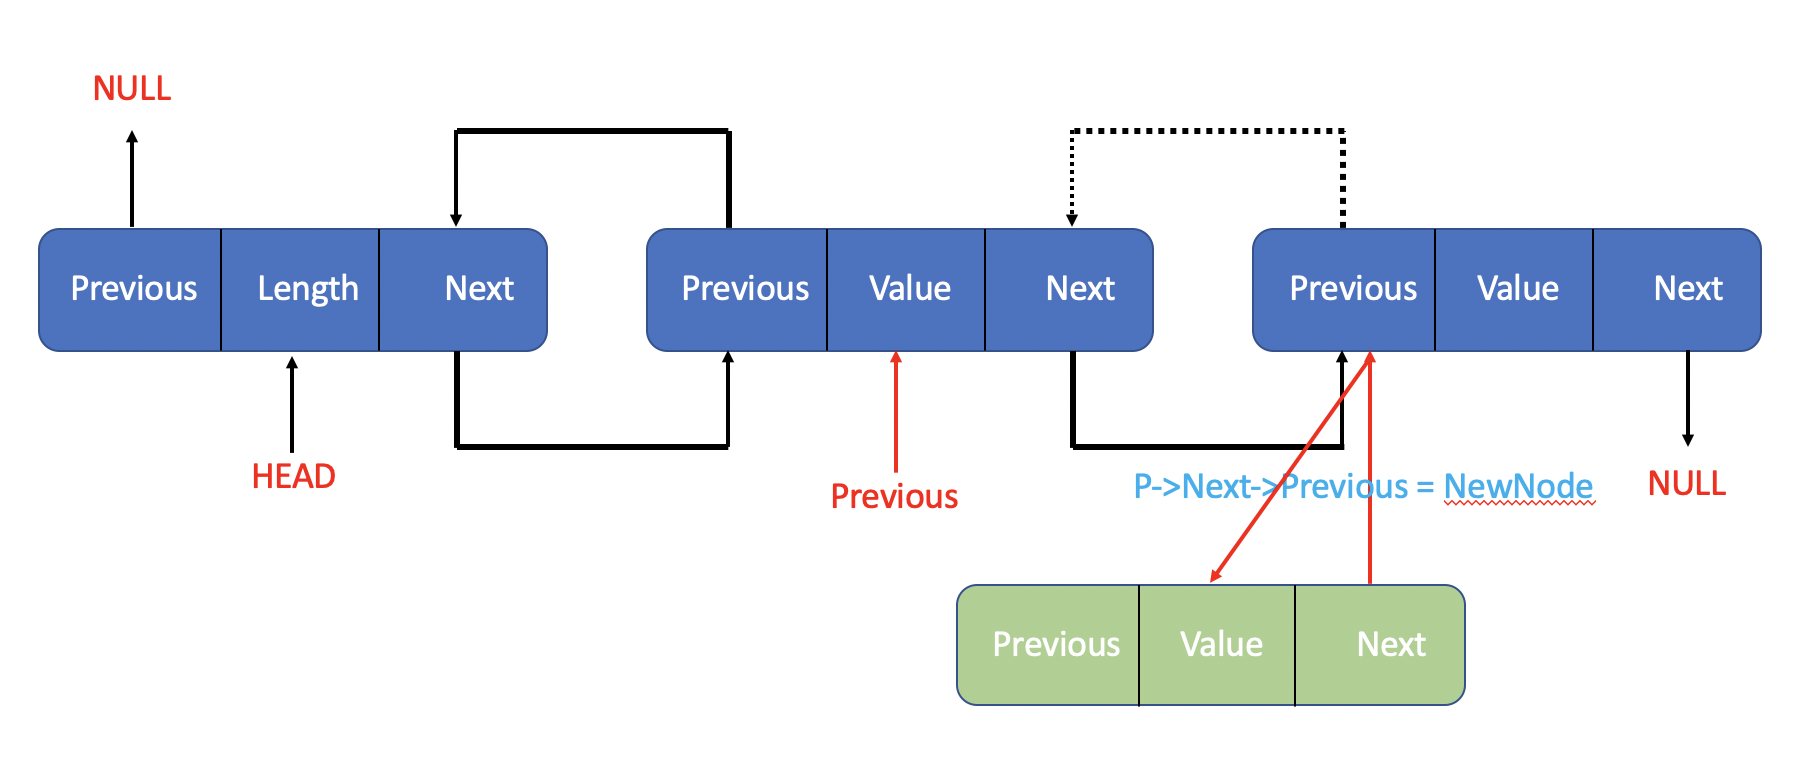 NULL
Previous Length Next
Previous Value Next
Previous Value Next
HEAD
Previous
P->Next->Previous = NewNode
NULL
Previous Value Next